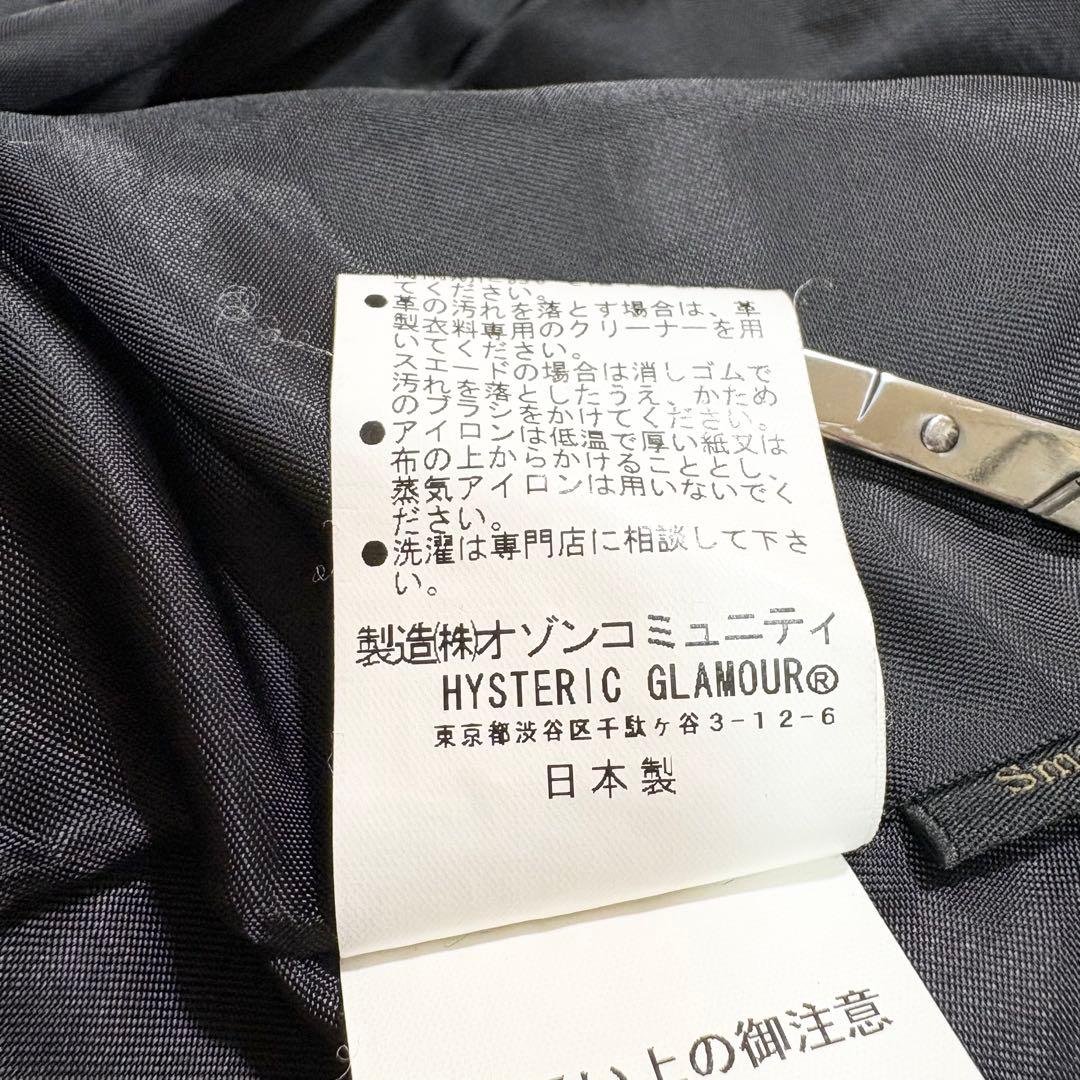 てください。
●革の汚れを落とす場合は、革
製衣料専用のクリーナーを用
いてください。
スエードの場合は消しゴムで
汚れを落としたうえ、かため
のブラシをかけてください。
●アイロンは低温で厚い紙又は
布の上からかけることとし、
蒸気アイロンは用いないでく
ださい。
●洗濯は専門店に相談して下さ
い。
製造㈱オゾンコミュニティ
HYSTERIC GLAMOUR®
東京都渋谷区千駄ヶ谷3-12-6
日本製
上の御注意